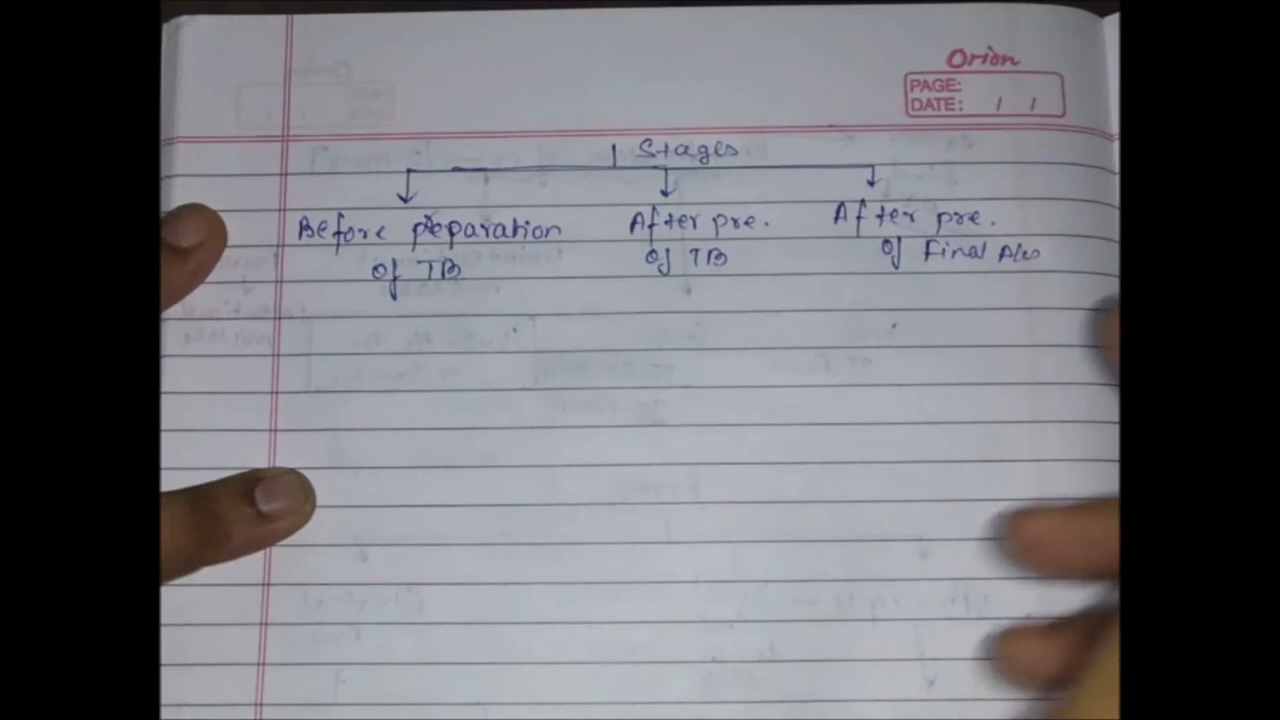 Orion
PAGE:
DATE: / /
Stages
Before preparation
of TB
After pre.
of TB
After pre.
of Final A/cs